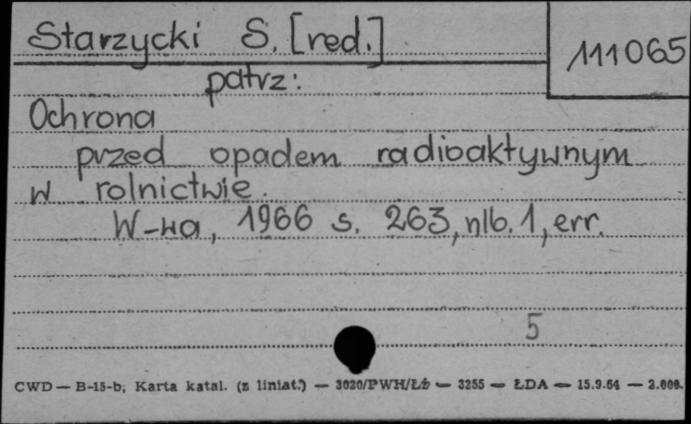 Starzycki S. [red.]
111065
patrz:
Ochrona
przed opadem radioaktywnym
w rolnictwie.
W-wa, 1966 s. 263, nlb. 1, err.
5
CWD — B-15-b, Karta katal. (z liniat.) — 3020/PWH/Łż — 3255 — ŁDA — 15.9.64 — 2.000.